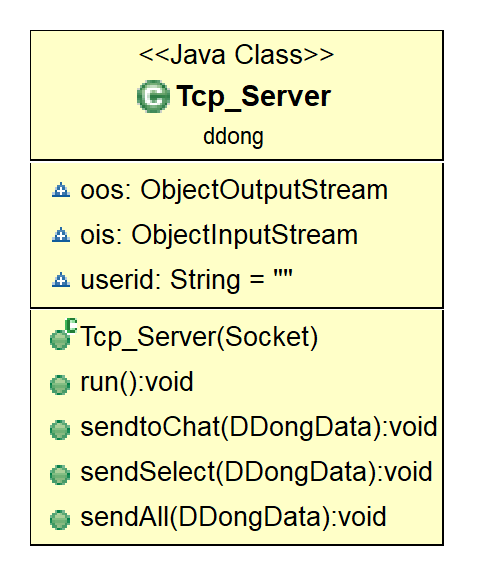 <<Java Class>>
C Tcp_Server
ddong
oos: ObjectOutputStream
ois: ObjectInputStream
userid: String = ""
C Tcp_Server(Socket)
run():void
sendtoChat(DDongData):void
sendSelect(DDongData):void
sendAll(DDongData):void